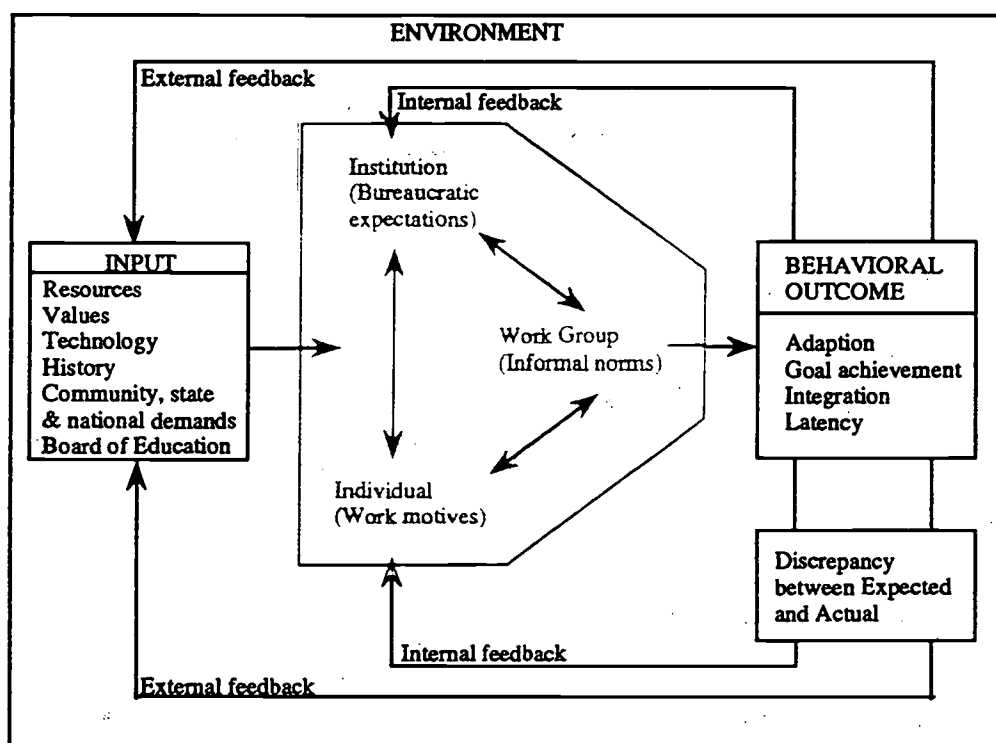 ENVIRONMENT
External feedback
Internal feedback
Institution
(Bureaucratic
expectations)
INPUT
Resources
Values
Technology
History
Community, state
& national demands
Board of Education
Work Group
(Informal norms)
Individual
(Work motives)
BEHAVIORAL
OUTCOME
Adaption
Goal achievement
Integration
Latency
Discrepancy
between Expected
and Actual
Internal feedback
External feedback